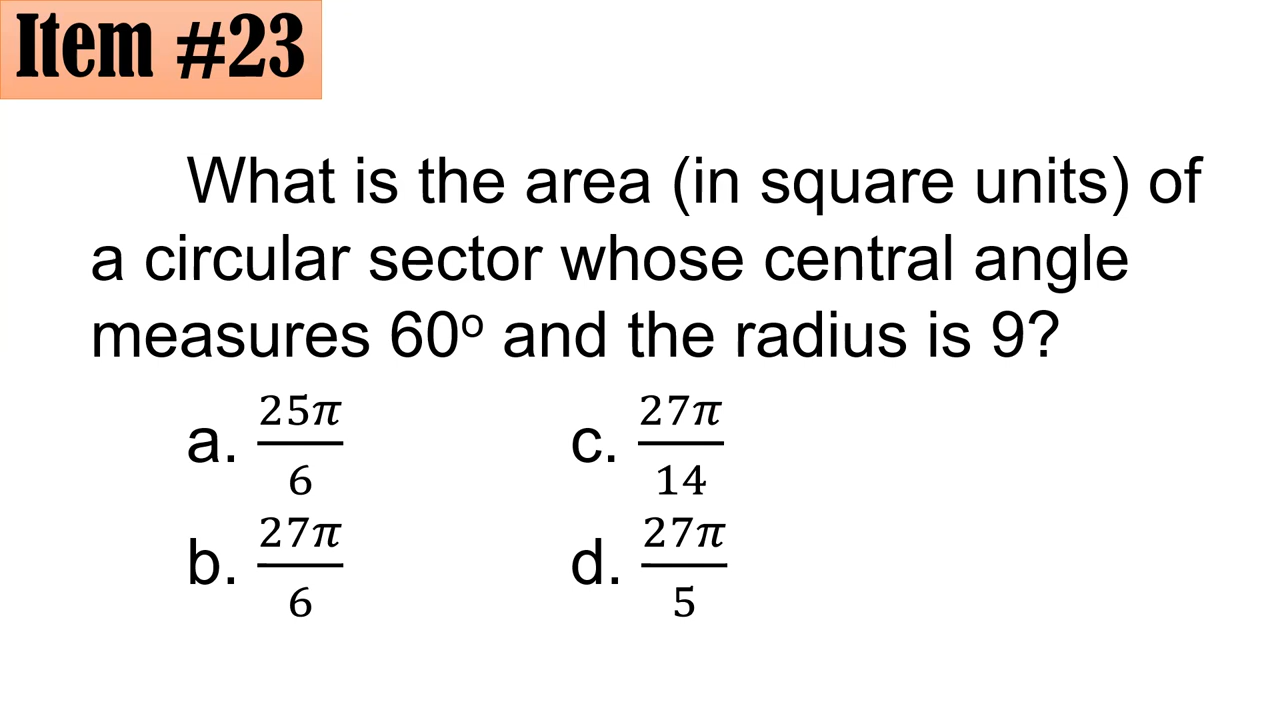 Item #23
What is the area (in square units) of
a circular sector whose central angle
measures 60º and the radius is 9?
a. 25π/6 c. 27π/14
b. 27π/6 d. 27π/5